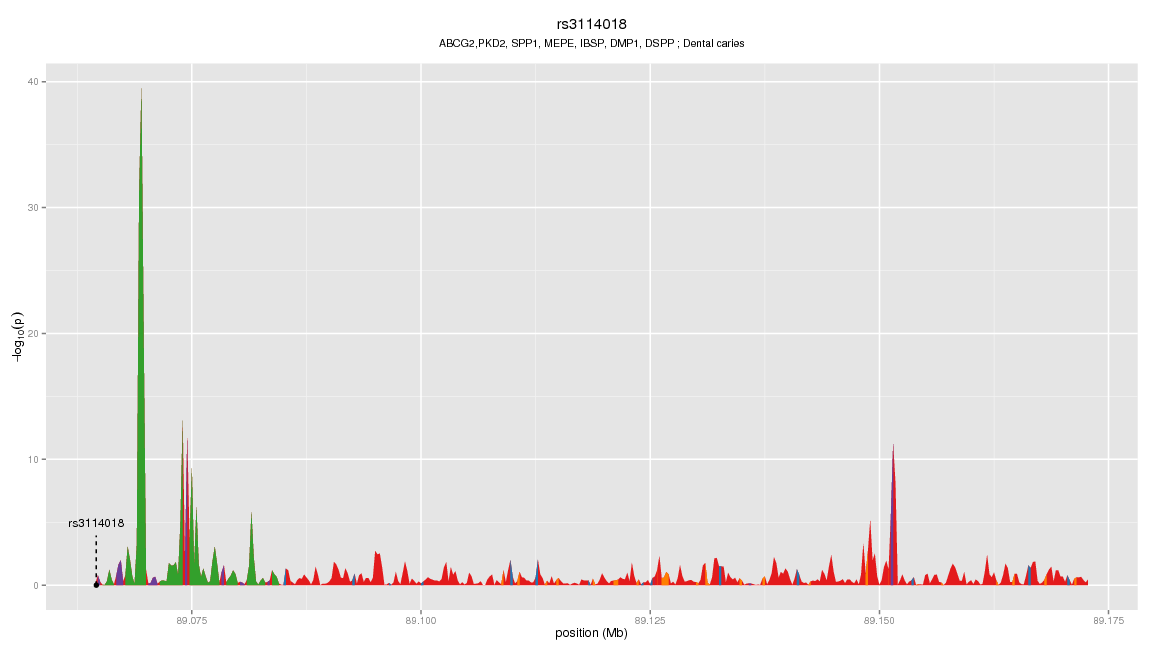 rs3114018
ABCG2,PKD2, SPP1, MEPE, IBSP, DMP1, DSPP ; Dental caries
40
30
20
10
0
−log10(p)
rs3114018
89.075
89.100
89.125
89.150
89.175
position (Mb)